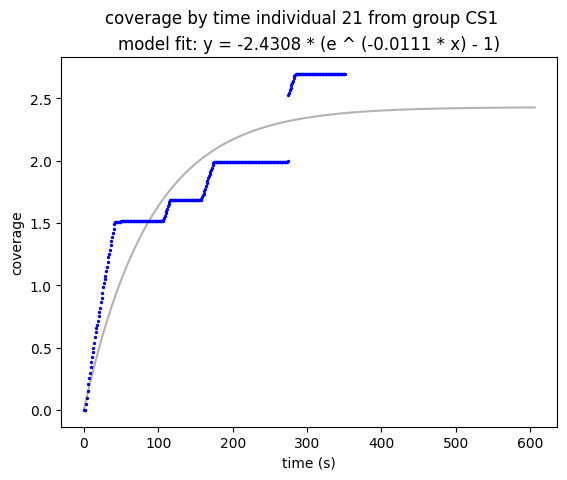 coverage by time individual 21 from group CS1
model fit: y = -2.4308 * (e ^ (-0.0111 * x) - 1)
2.5
2.0
1.5
1.0
0.5
0.0
coverage
0 100 200 300 400 500 600
time (s)